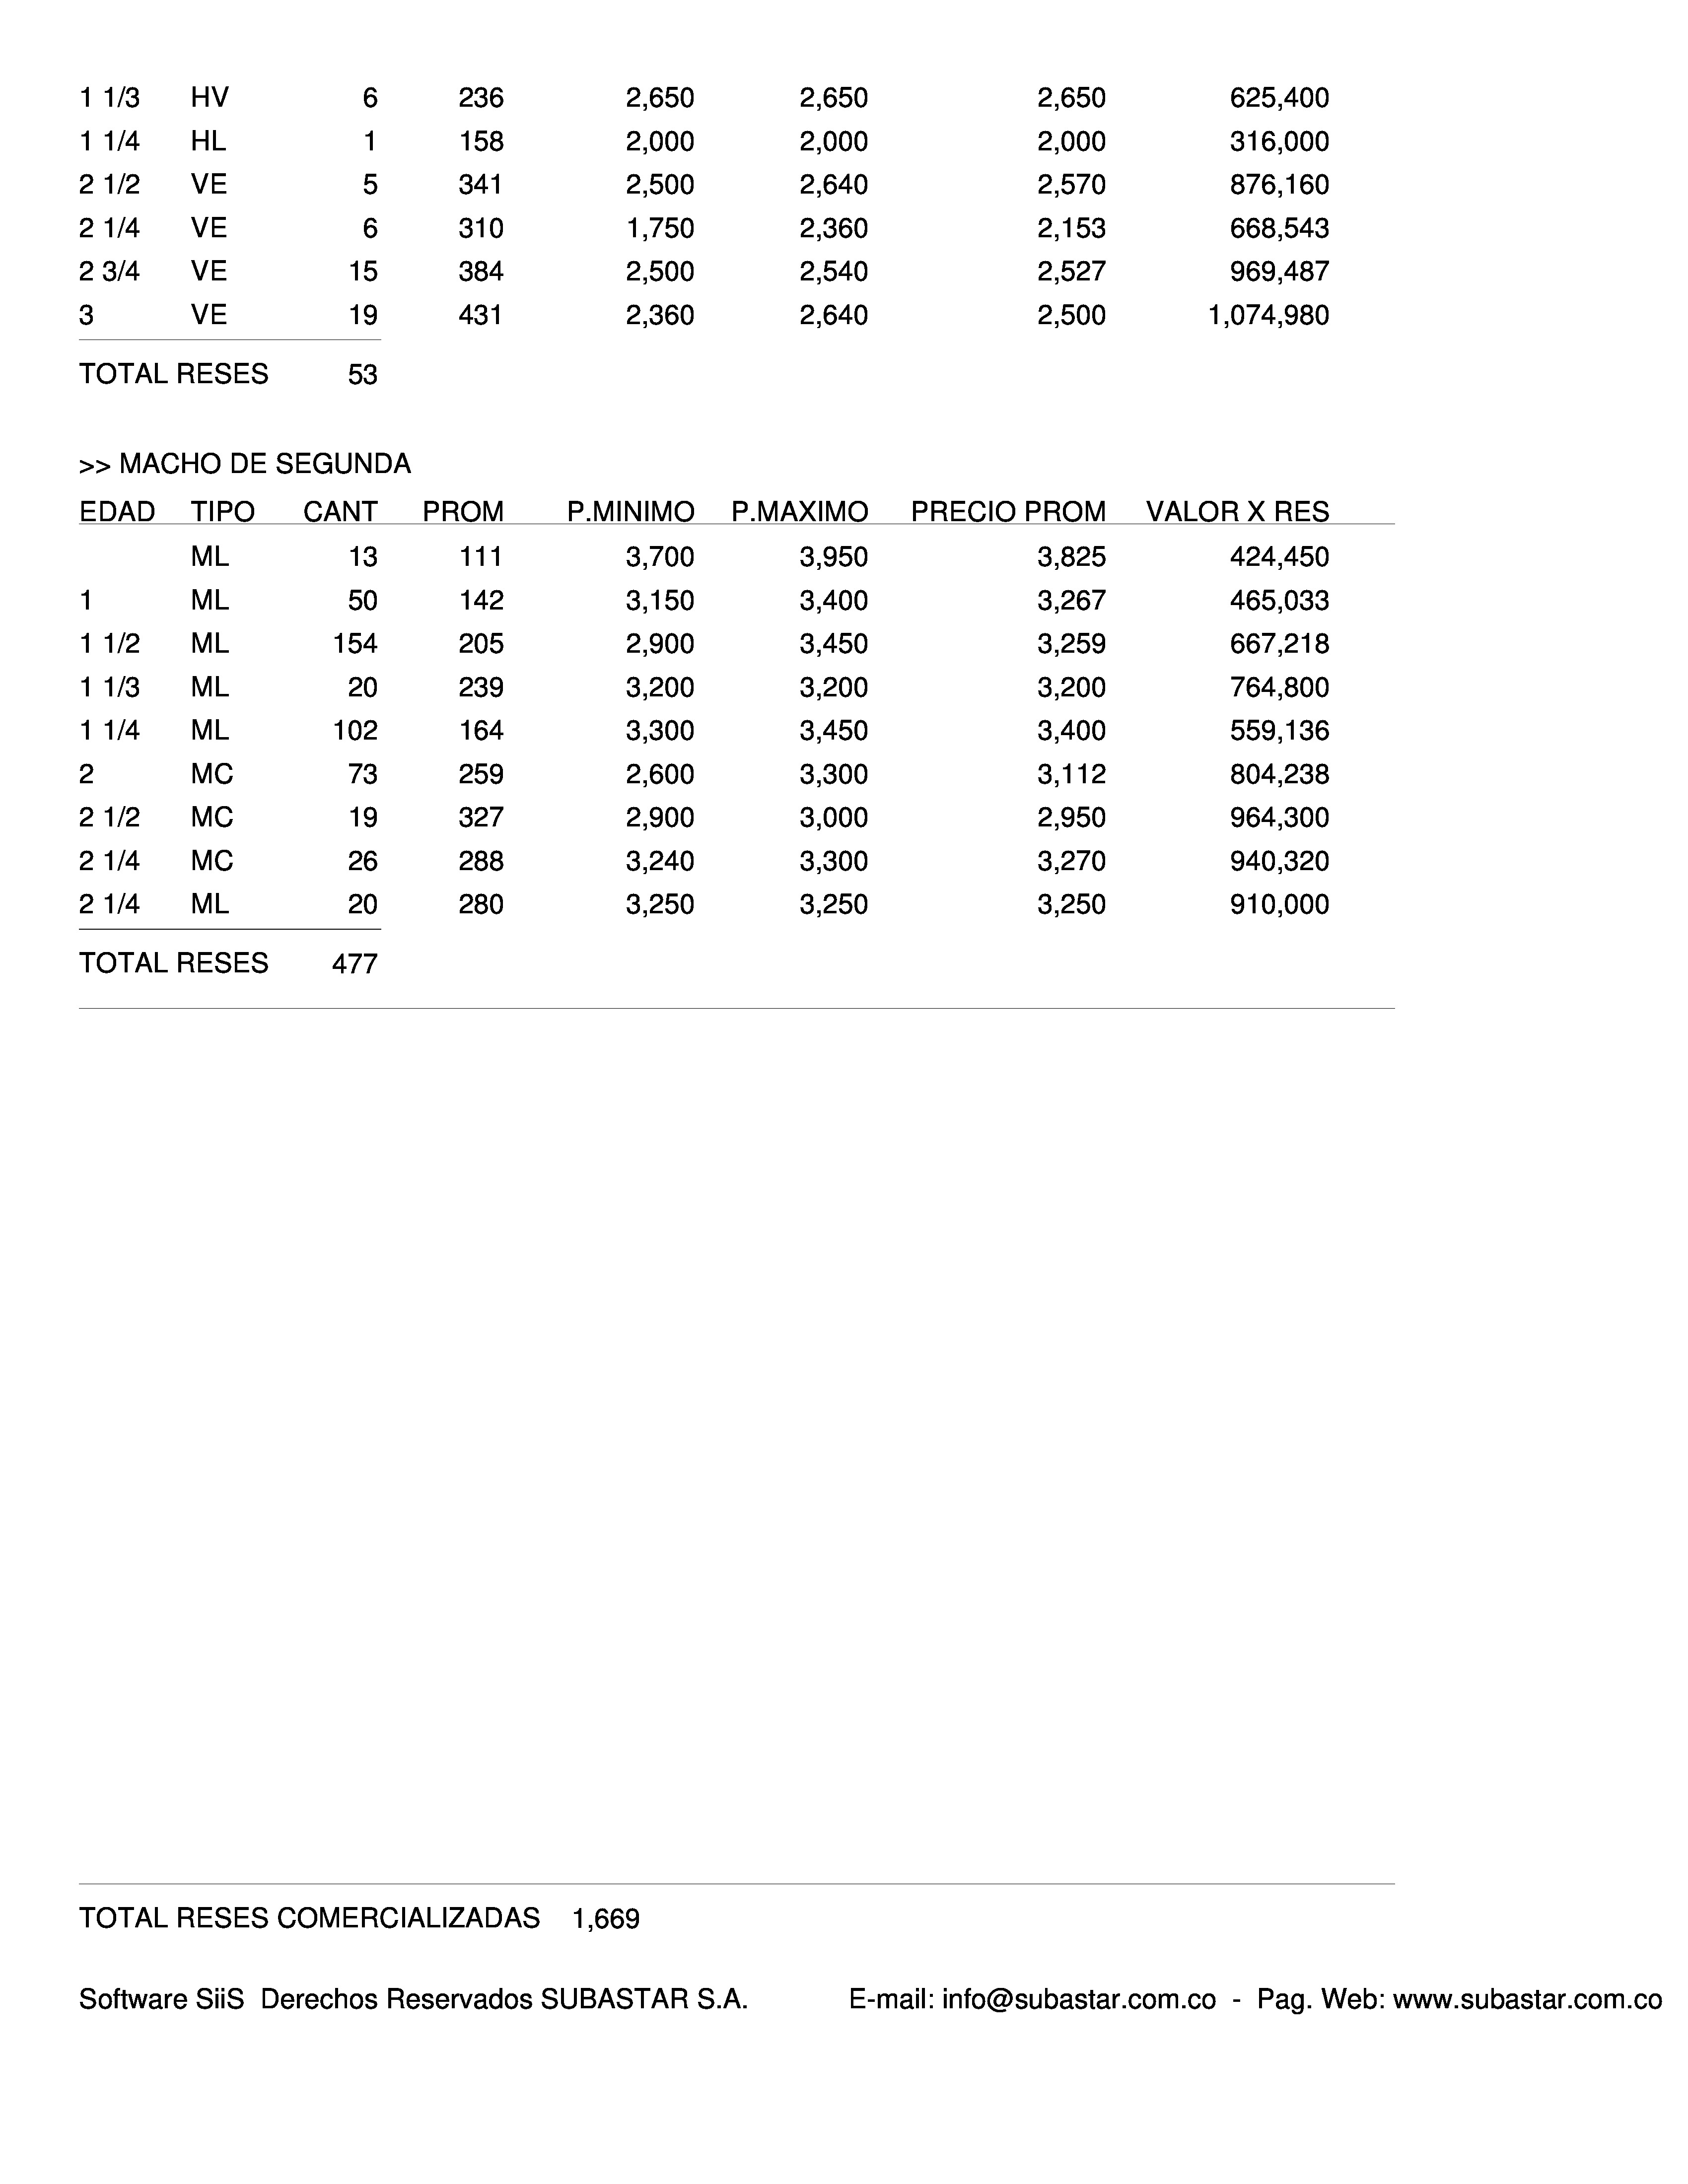 1 1/3 HV 6 236 2,650 2,650 2,650 625,400
1 1/4 HL 1 158 2,000 2,000 2,000 316,000
2 1/2 VE 5 341 2,500 2,640 2,570 876,160
2 1/4 VE 6 310 1,750 2,360 2,153 668,543
2 3/4 VE 15 384 2,500 2,540 2,527 969,487
3 VE 19 431 2,360 2,640 2,500 1,074,980
TOTAL RESES 53
>> MACHO DE SEGUNDA
EDAD TIPO CANT PROM P.MINIMO P.MAXIMO PRECIO PROM VALOR X RES
ML 13 111 3,700 3,950 3,825 424,450
1 ML 50 142 3,150 3,400 3,267 465,033
1 1/2 ML 154 205 2,900 3,450 3,259 667,218
1 1/3 ML 20 239 3,200 3,200 3,200 764,800
1 1/4 ML 102 164 3,300 3,450 3,400 559,136
2 MC 73 259 2,600 3,300 3,112 804,238
2 1/2 MC 19 327 2,900 3,000 2,950 964,300
2 1/4 MC 26 288 3,240 3,300 3,270 940,320
2 1/4 ML 20 280 3,250 3,250 3,250 910,000
TOTAL RESES 477
TOTAL RESES COMERCIALIZADAS 1,669
Software SiiS Derechos Reservados SUBASTAR S.A. E-mail: info@subastar.com.co - Pag. Web: www.subastar.com.co